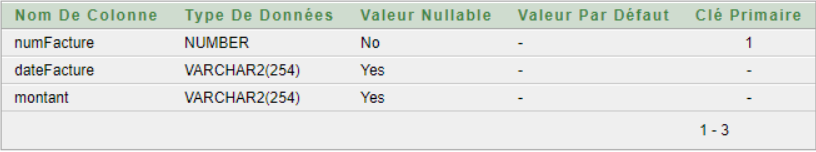 Nom De Colonne Type De Données Valeur Nullable Valeur Par Défaut Clé Primaire
numFacture NUMBER No - 1
dateFacture VARCHAR2(254) Yes - -
montant VARCHAR2(254) Yes - -
1 - 3